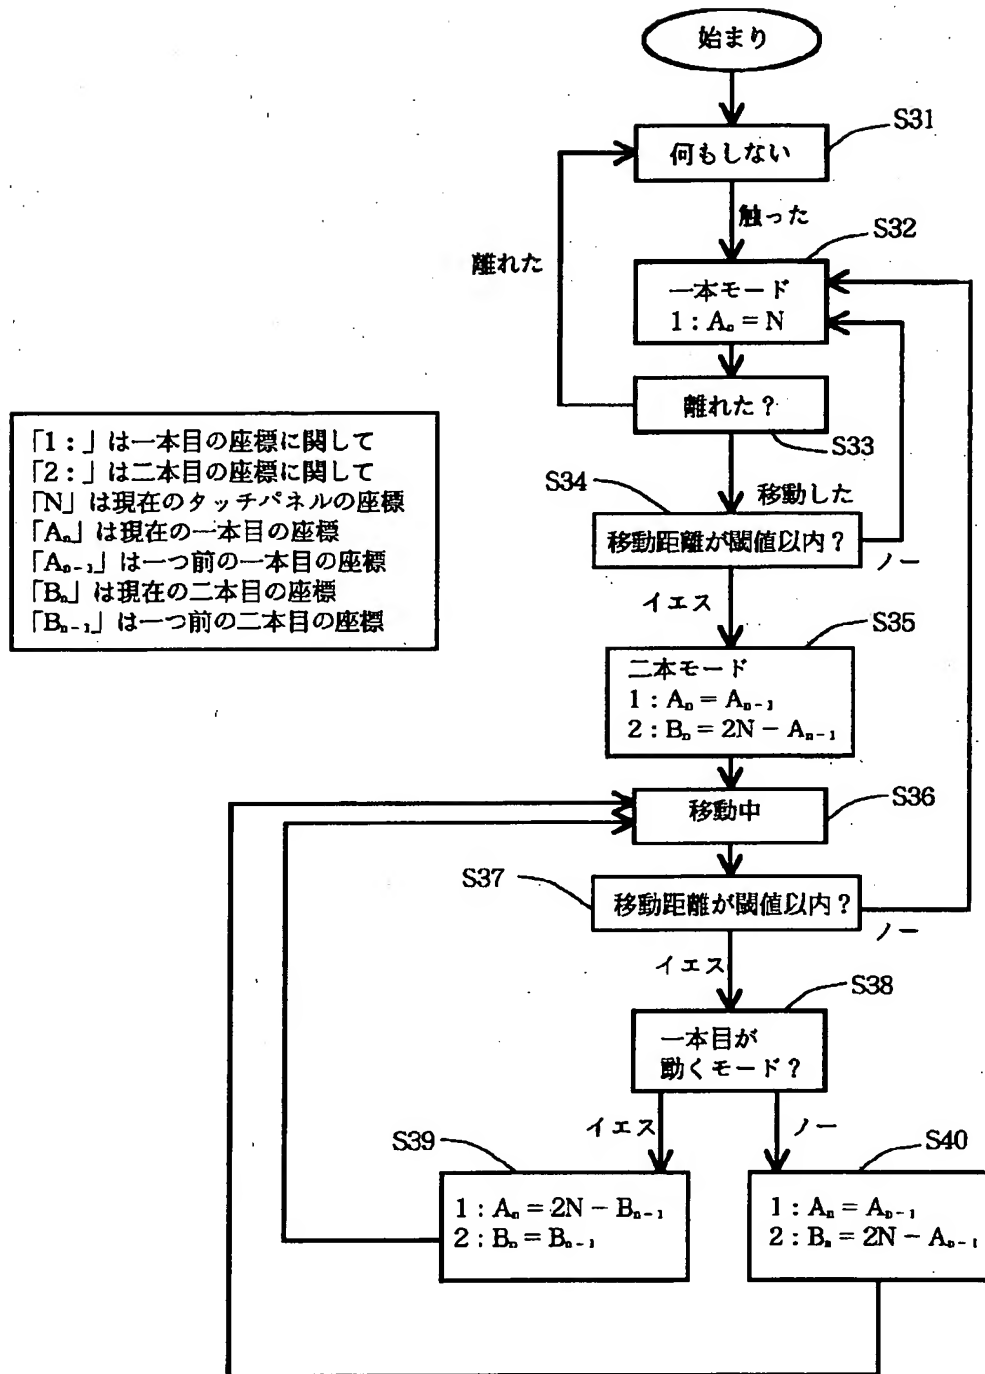 始まり
S31
何もしない
触った
S32
離れた
一本モード
1:Aₙ=N
離れた?
S33
「1:」は一本目の座標に関して
「2:」は二本目の座標に関して
「N」は現在のタッチパネルの座標
「Aₙ」は現在の一本目の座標
「Aₙ₋₁」は一つ前の一本目の座標
「Bₙ」は現在の二本目の座標
「Bₙ₋₁」は一つ前の二本目の座標
S34
移動した
移動距離が閾値以内?
ノー
イエス
S35
二本モード
1:Aₙ=Aₙ₋₁
2:Bₙ=2N-Aₙ₋₁
S36
移動中
S37
移動距離が閾値以内?
ノー
イエス
S38
一本目が
動くモード?
イエス
ノー
S39
S40
1:Aₙ=2N-Bₙ₋₁
2:Bₙ=Bₙ₋₁
1:Aₙ=Aₙ₋₁
2:Bₙ=2N-Aₙ₋₁